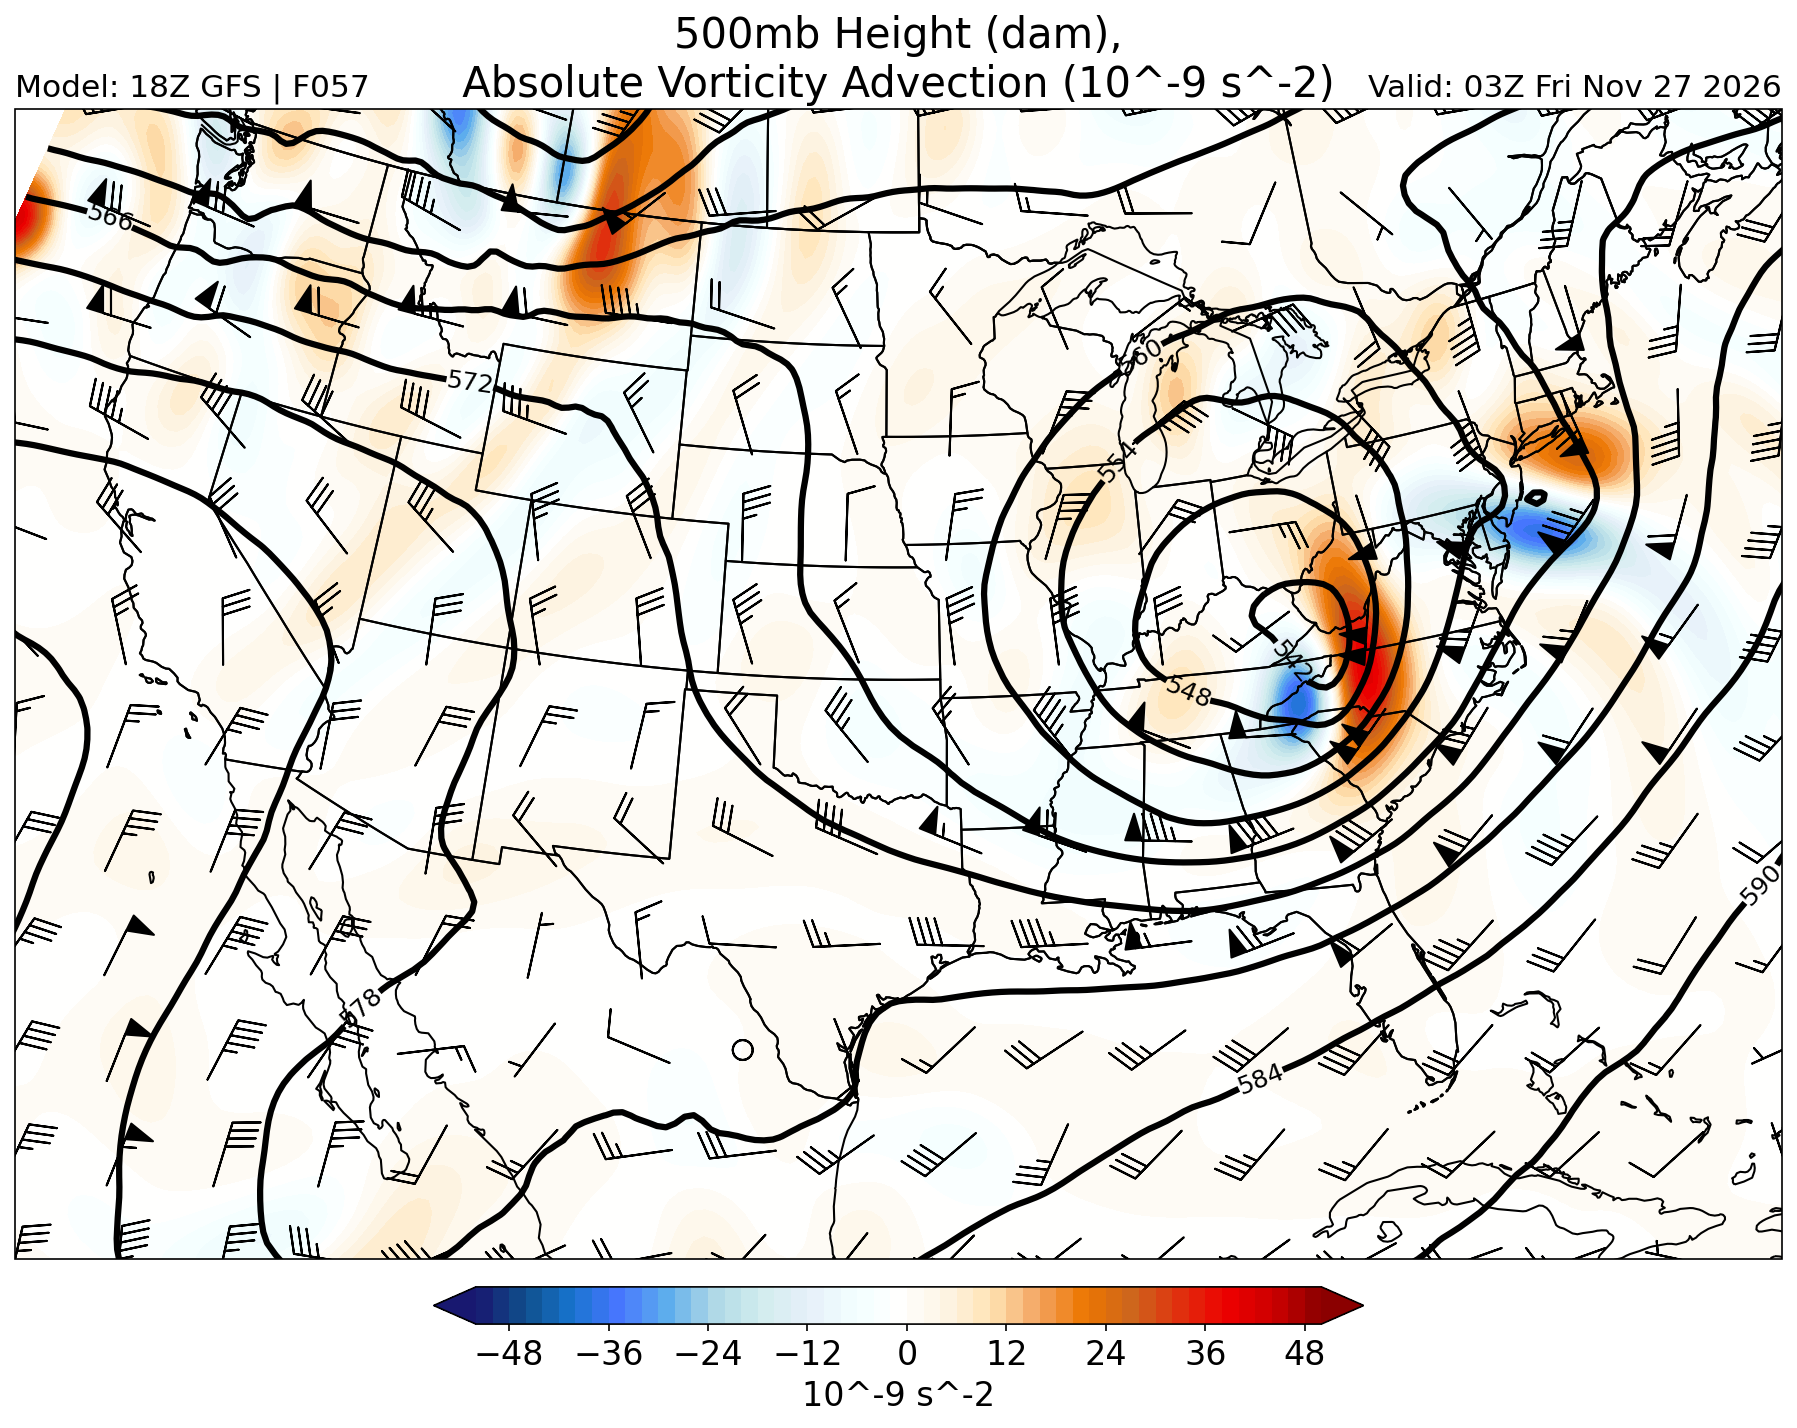 500mb Height (dam),
Model: 18Z GFS | F057 Absolute Vorticity Advection (10^-9 s^-2) Valid: 03Z Fri Nov 27 2026
566
572
560
554
542
548
590
578
584
−48 −36 −24 −12 0 12 24 36 48
10^-9 s^-2